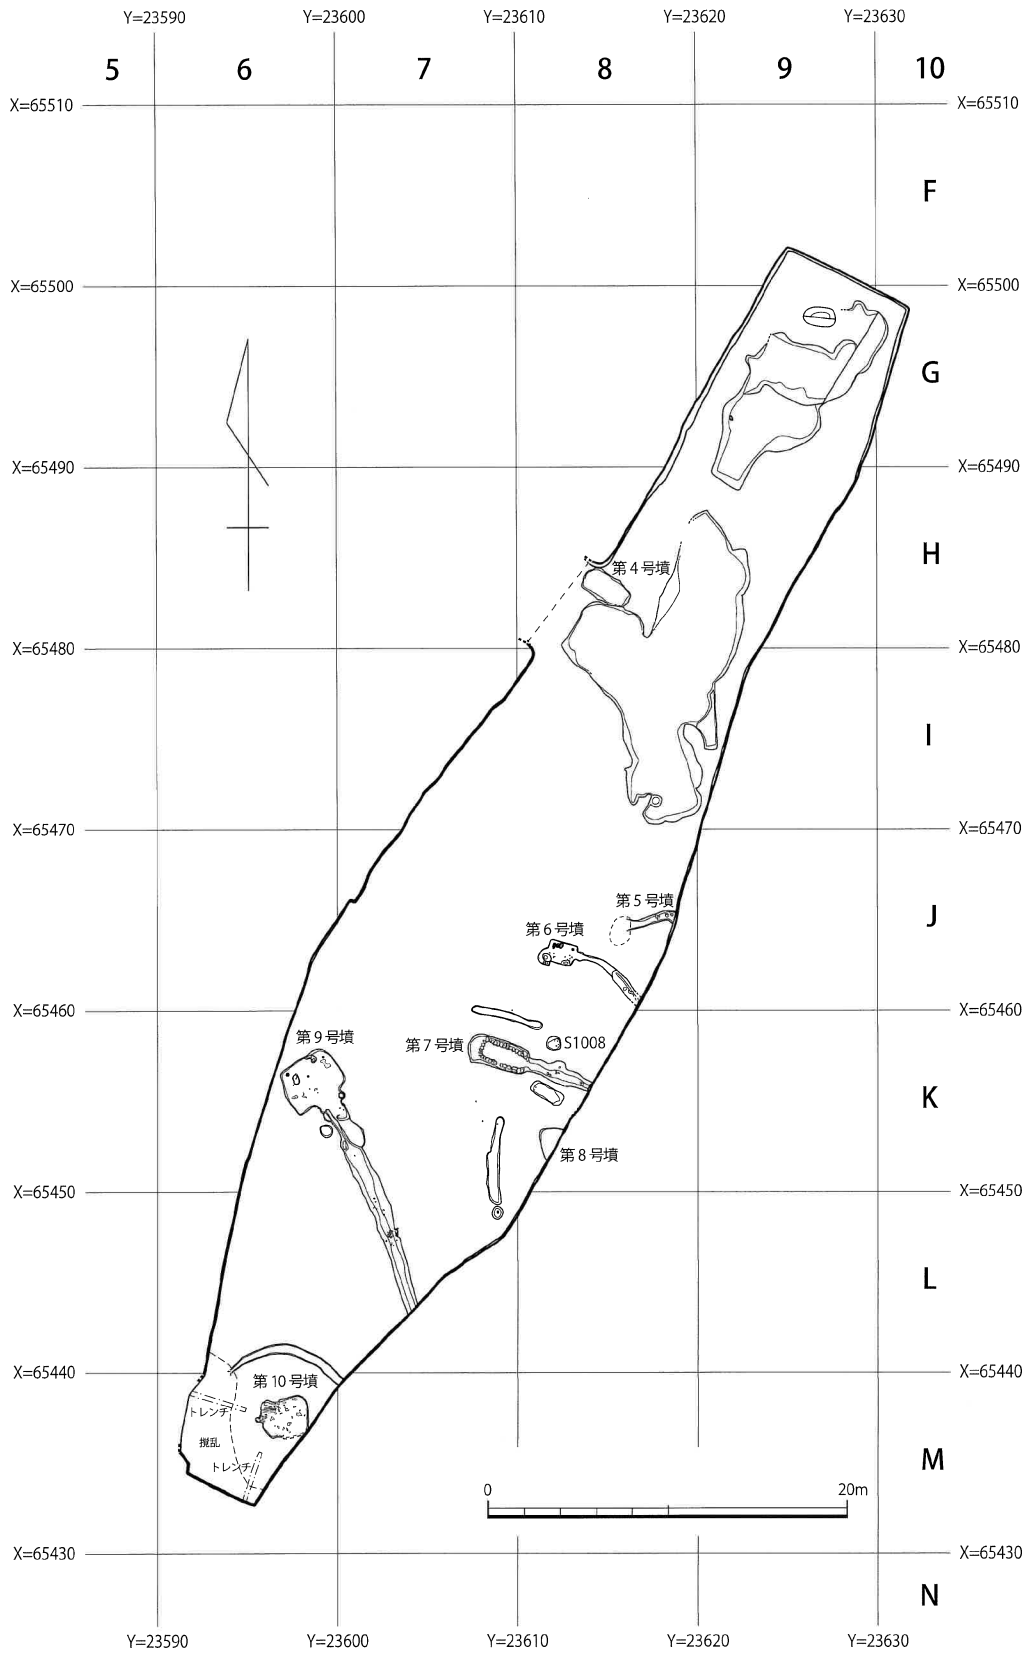 Y=23590 Y=23600 Y=23610 Y=23620 Y=23630
5 6 7 8 9 10
X=65510 X=65510
F
X=65500 X=65500
G
X=65490 X=65490
H
第4号墳
X=65480 X=65480
I
X=65470 X=65470
第5号墳
J
第6号墳
X=65460 X=65460
第9号墳
第7号墳 S1008
K
第8号墳
X=65450 X=65450
L
X=65440 X=65440
第10号墳
トレンチ
撹乱
トレンチ
M
0 20m
X=65430 X=65430
N
Y=23590 Y=23600 Y=23610 Y=23620 Y=23630